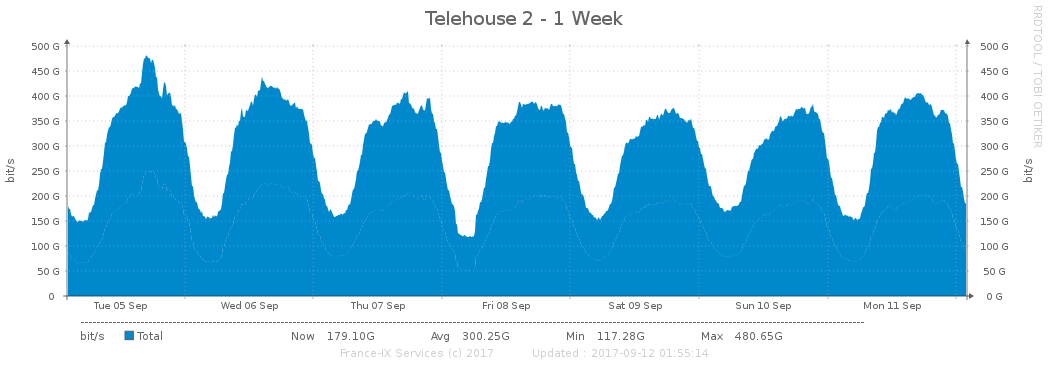 Telehouse 2 - 1 Week
RRDTOOL / TOBI OETIKER
bit/s
500 G 500 G
450 G 450 G
400 G 400 G
350 G 350 G
300 G 300 G
250 G 250 G
200 G 200 G
150 G 150 G
100 G 100 G
50 G 50 G
0 0 G
bit/s
Tue 05 Sep Wed 06 Sep Thu 07 Sep Fri 08 Sep Sat 09 Sep Sun 10 Sep Mon 11 Sep
bit/s Total Now 179.10G Avg 300.25G Min 117.28G Max 480.65G
France-IX Services (c) 2017 Updated : 2017-09-12 01:55:14